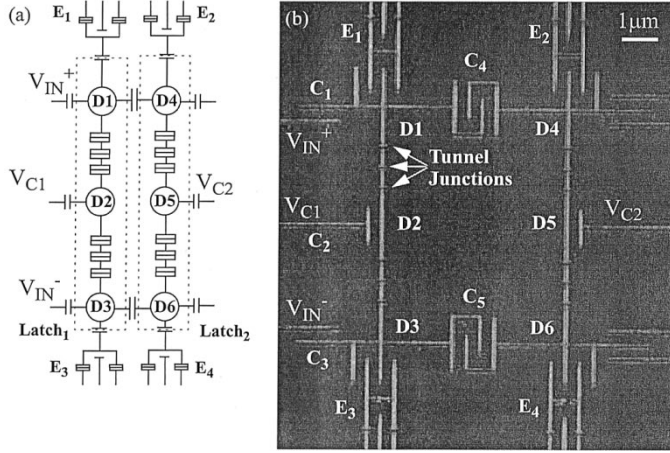 (a)
E1
E2
VIN+
D1
D4
VC1
D2
D5
VC2
VIN-
D3
D6
Latch1
Latch2
E3
E4
(b)
1μm
E1
E2
C4
C1
D1
D4
VIN+
Tunnel
Junctions
VC1
D2
D5
VC2
C2
VIN-
C5
D3
D6
C3
E3
E4